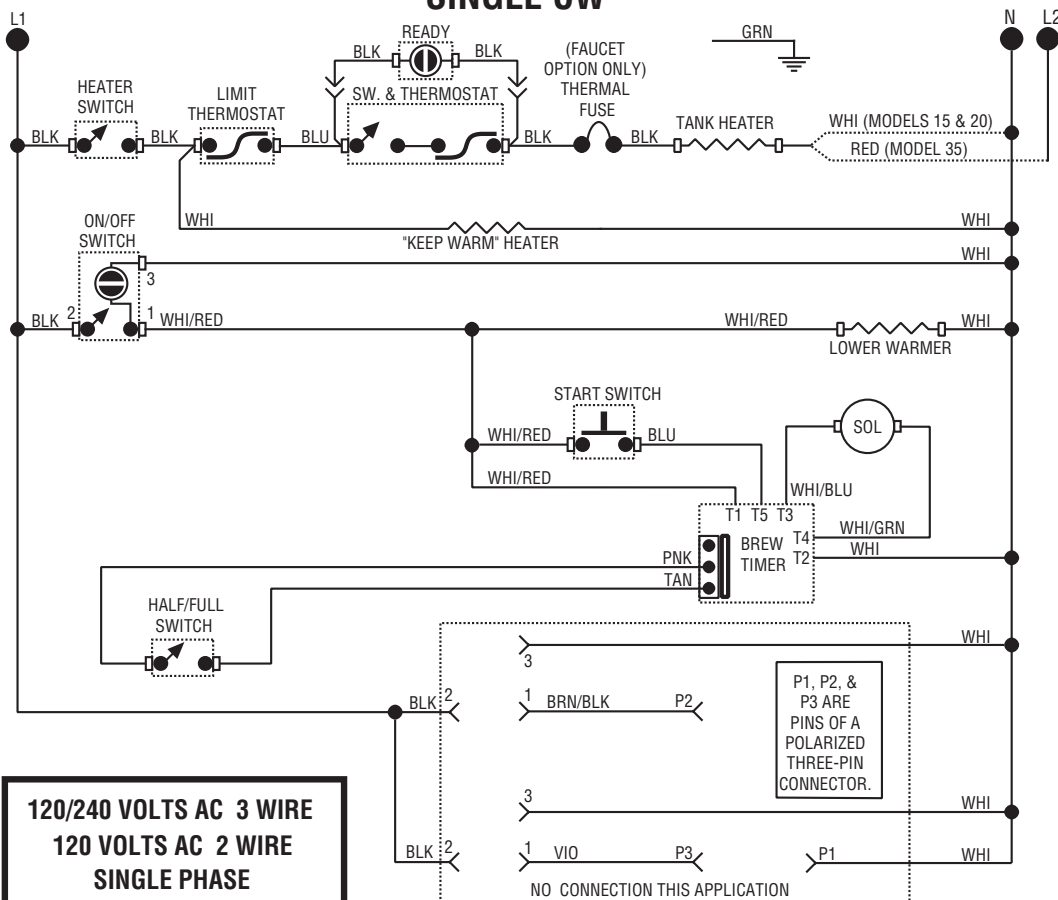 SINGLE
L1
N
L2
READY
BLK
BLK
GRN
(FAUCET
OPTION ONLY)
THERMAL
FUSE
HEATER
SWITCH
LIMIT
THERMOSTAT
SW. & THERMOSTAT
TANK HEATER
WHI (MODELS 15 & 20)
RED (MODEL 35)
BLK
BLK
BLU
BLK
BLK
WHI
"KEEP WARM" HEATER
WHI
ON/OFF
SWITCH
3
WHI
BLK
2
1
WHI/RED
WHI/RED
WHI
LOWER WARMER
START SWITCH
WHI/RED
BLU
SOL
WHI/RED
WHI/BLU
T1
T5
T3
WHI/GRN
T4
BREW
TIMER
T2
WHI
PNK
TAN
HALF/FULL
SWITCH
3
WHI
BLK
2
1
BRN/BLK
P2
P1, P2, &
P3 ARE
PINS OF A
POLARIZED
THREE-PIN
CONNECTOR.
3
WHI
BLK
2
1
VIO
P3
P1
WHI
NO CONNECTION THIS APPLICATION
120/240 VOLTS AC 3 WIRE
120 VOLTS AC 2 WIRE
SINGLE PHASE